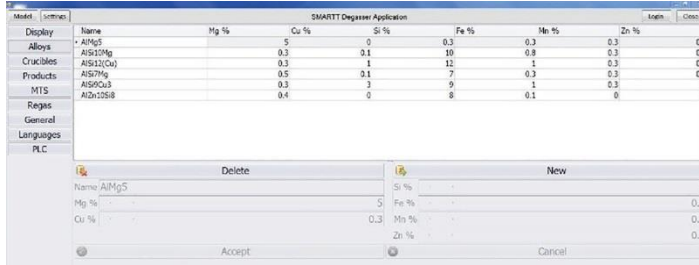 Model Settings SMARTT Degasser Application Login Close
Display
Alloys
Crucibles
Products
MTS
Regas
General
Languages
PLC
Name Mg % Cu % Si % Fe % Mn % Zn %
AlMg5 5 0 0.3 0.3 0.3
AlSi10Mg 0.3 0.1 10 0.8 0.3
AlSi12(Cu) 0.3 1 12 1 0.3
AlSi7Mg 0.5 0.1 7 0.3 0.3
AlSi9Cu3 0.3 3 9 1 0.3
AlZn10Si8 0.4 0 8 0.1 0
Delete New
Name AlMg5 Si %
Mg % 5 Fe % 0.
Cu % 0.3 Mn % 0.
Zn % 0.
Accept Cancel